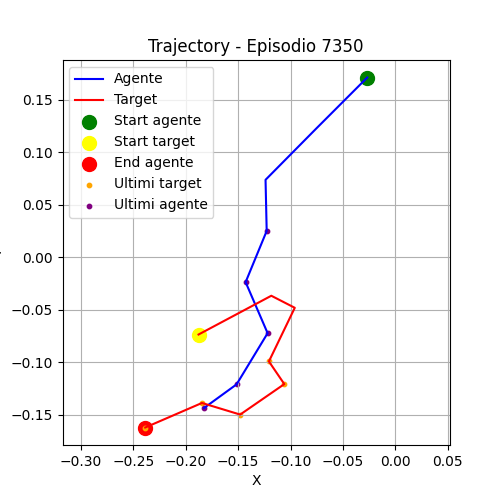 Trajectory - Episodio 7350
Agente
Target
Start agente
Start target
End agente
Ultimi target
Ultimi agente
0.15
0.10
0.05
0.00
−0.05
−0.10
−0.15
−0.30 −0.25 −0.20 −0.15 −0.10 −0.05 0.00 0.05
X